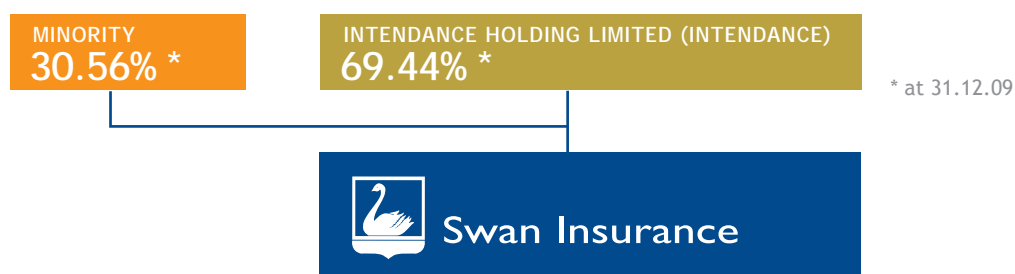 MINORITY
30.56% *
INTENDANCE HOLDING LIMITED (INTENDANCE)
69.44% *
* at 31.12.09
Swan Insurance